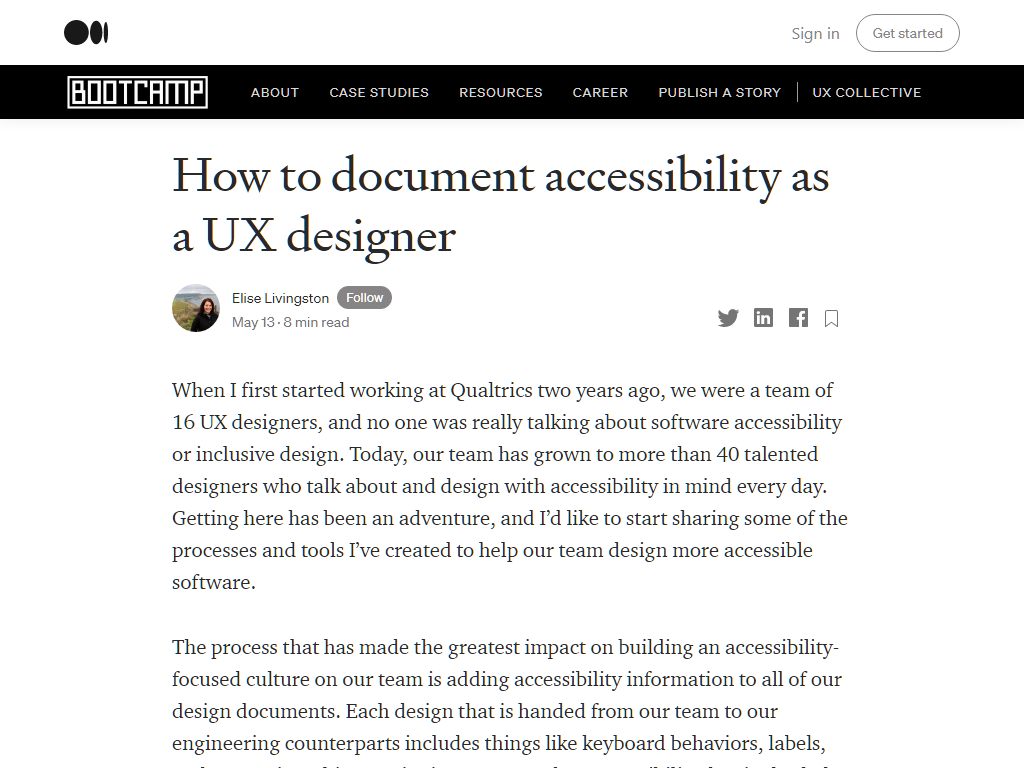 Sign in
Get started
BOOTCAMP
ABOUT
CASE STUDIES
RESOURCES
CAREER
PUBLISH A STORY
UX COLLECTIVE
How to document accessibility as
a UX designer
Elise Livingston
Follow
May 13 · 8 min read
When I first started working at Qualtrics two years ago, we were a team of
16 UX designers, and no one was really talking about software accessibility
or inclusive design. Today, our team has grown to more than 40 talented
designers who talk about and design with accessibility in mind every day.
Getting here has been an adventure, and I’d like to start sharing some of the
processes and tools I’ve created to help our team design more accessible
software.
The process that has made the greatest impact on building an accessibility-
focused culture on our team is adding accessibility information to all of our
design documents. Each design that is handed from our team to our
engineering counterparts includes things like keyboard behaviors, labels,